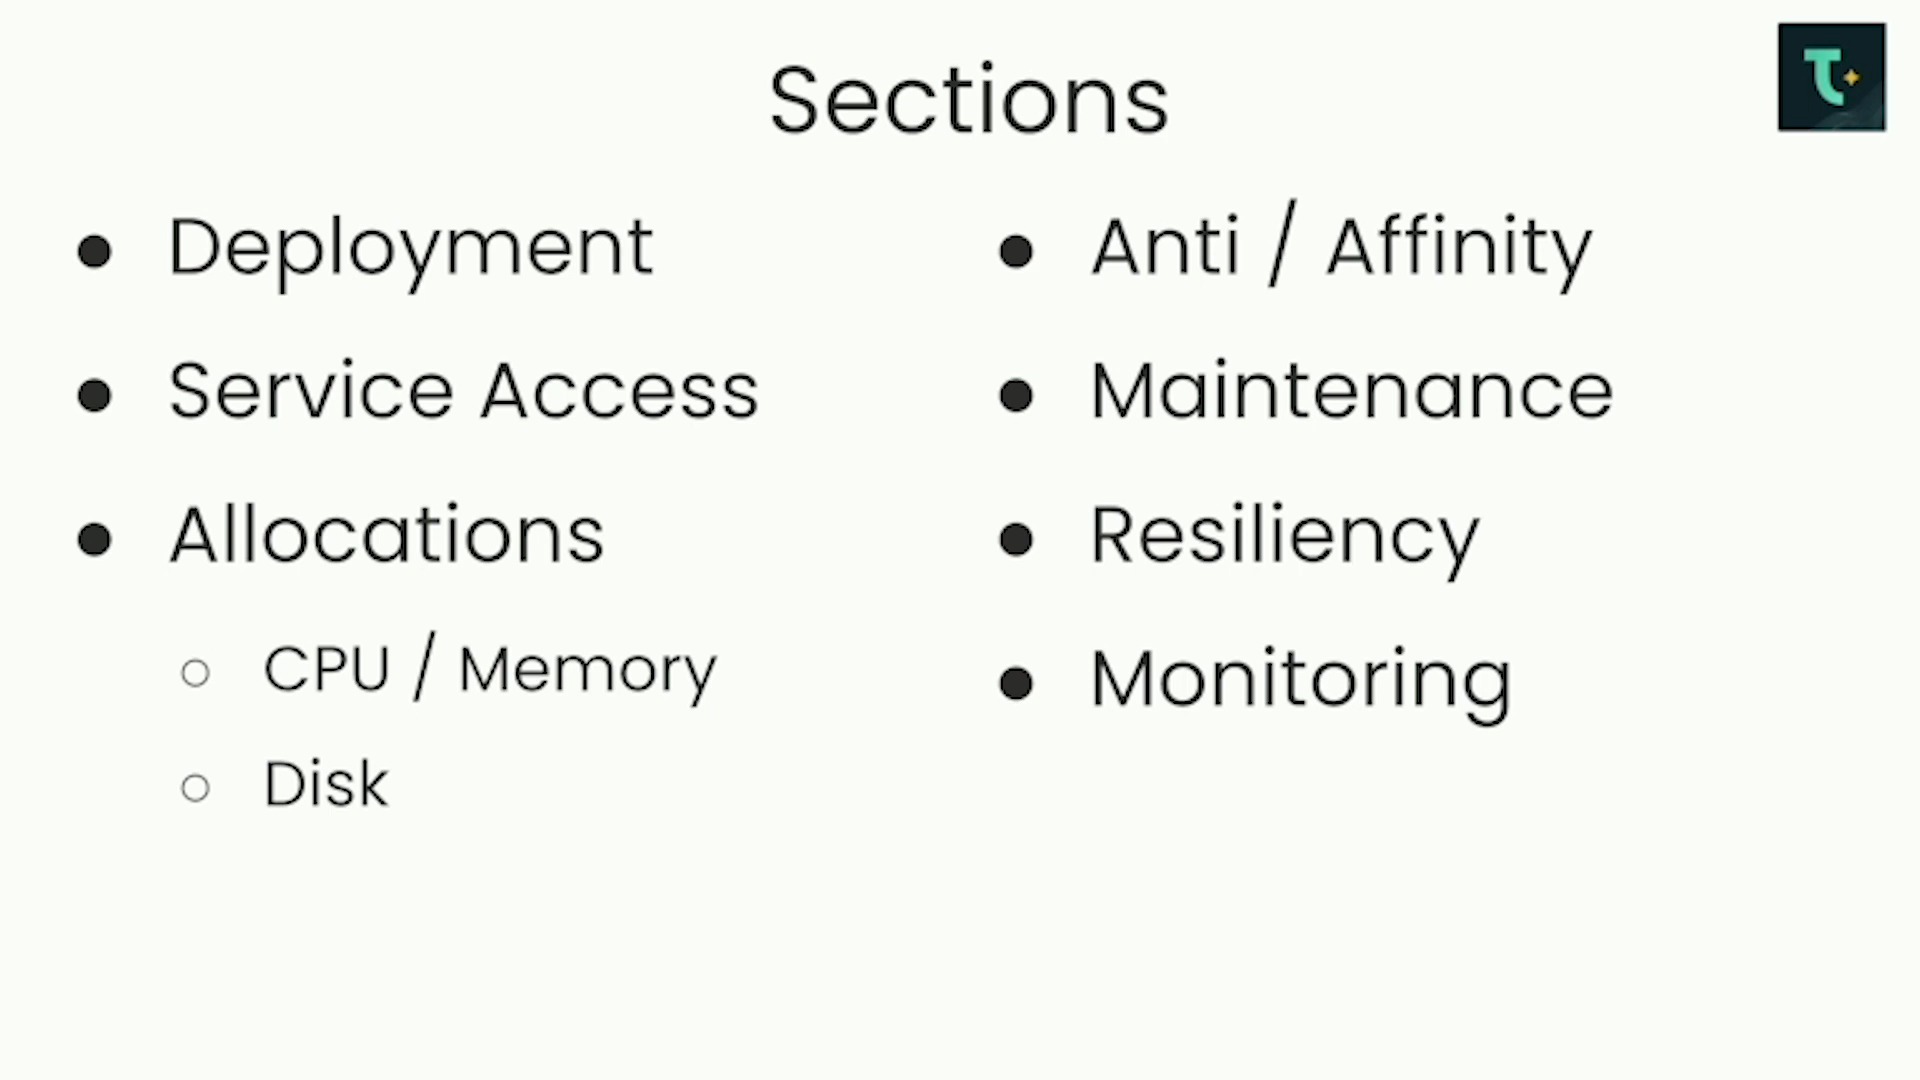 Sections
● Deployment
● Service Access
● Allocations
○ CPU / Memory
○ Disk
● Anti / Affinity
● Maintenance
● Resiliency
● Monitoring